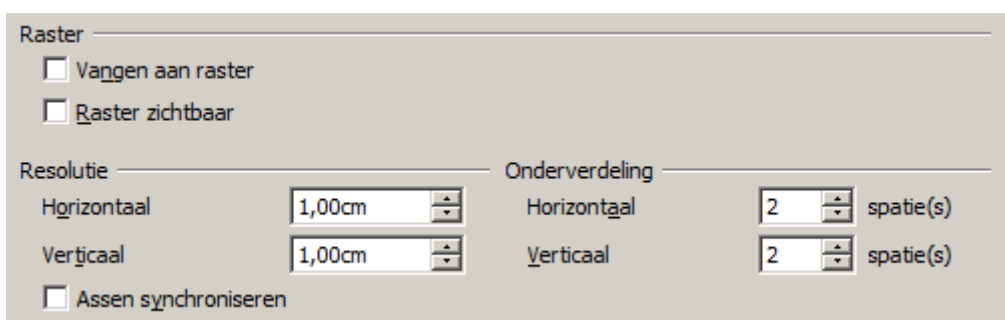 Raster
Vangen aan raster
Raster zichtbaar
Resolutie
Horizontaal 1,00cm
Verticaal 1,00cm
Assen synchroniseren
Onderverdeling
Horizontaal 2 spatie(s)
Verticaal 2 spatie(s)